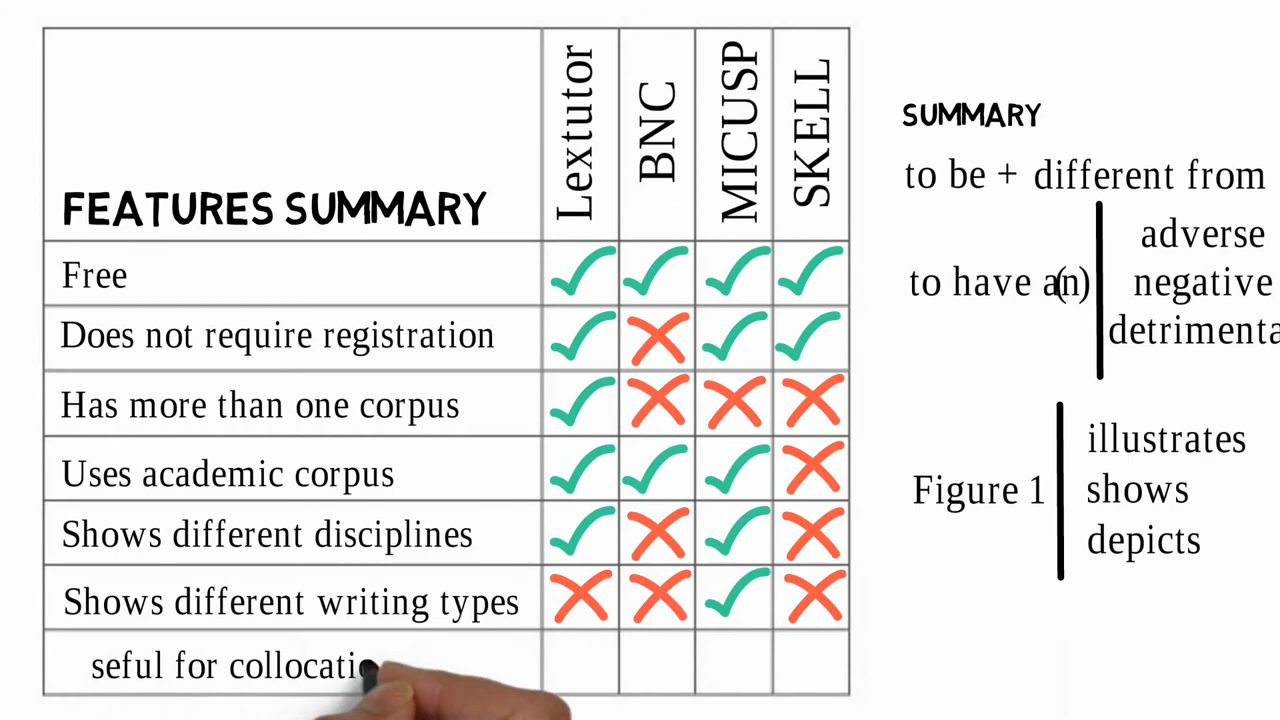 Lextutor
BNC
MICUSP
SKELL
FEATURES SUMMARY
Free
Does not require registration
Has more than one corpus
Uses academic corpus
Shows different disciplines
Shows different writing types
seful for collocatio
SUMMARY
to be + different from
adverse
to have a(n) negative
detrimenta
illustrates
Figure 1 shows
depicts